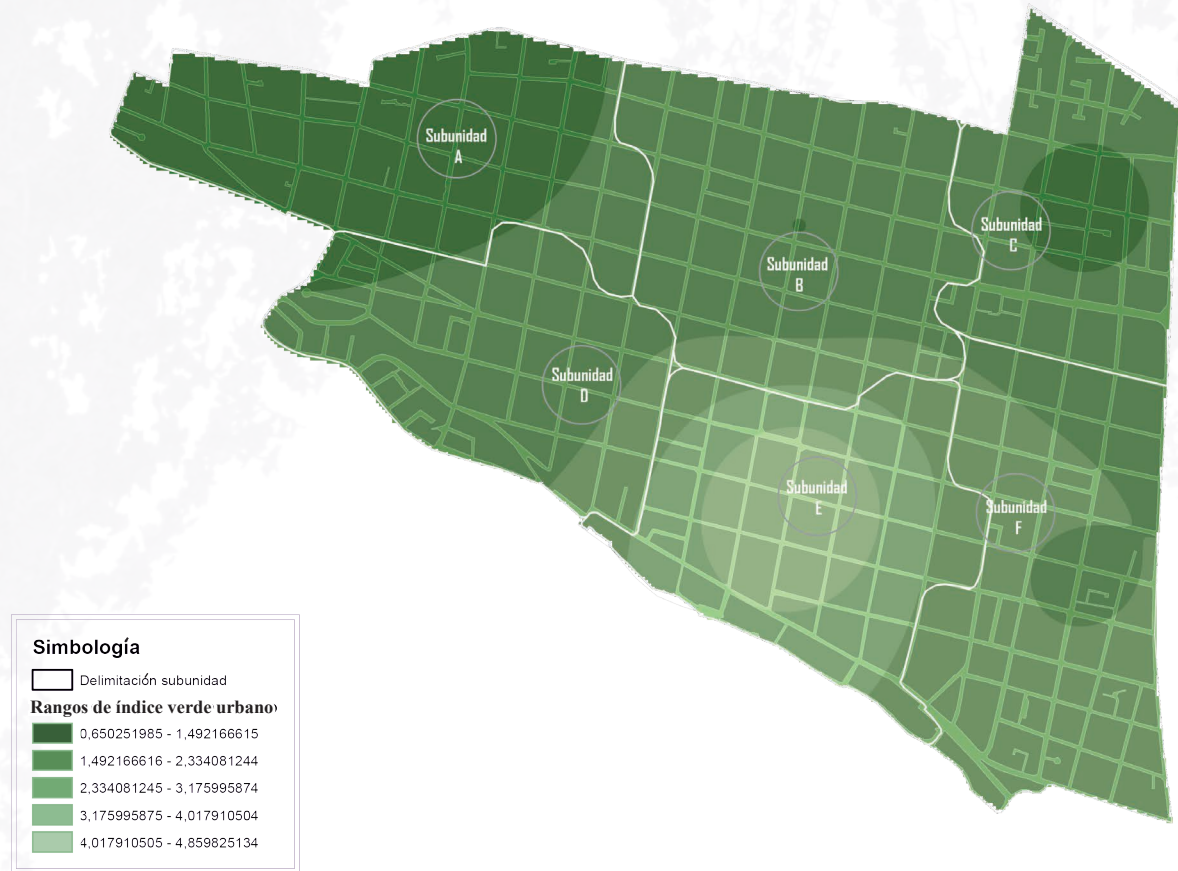 Subunidad
A
Subunidad
B
Subunidad
C
Subunidad
D
Subunidad
E
Subunidad
F
Simbología
Delimitación subunidad
Rangos de índice verde urbano
0,650251985 - 1,492166615
1,492166616 - 2,334081244
2,334081245 - 3,175995874
3,175995875 - 4,017910504
4,017910505 - 4,859825134